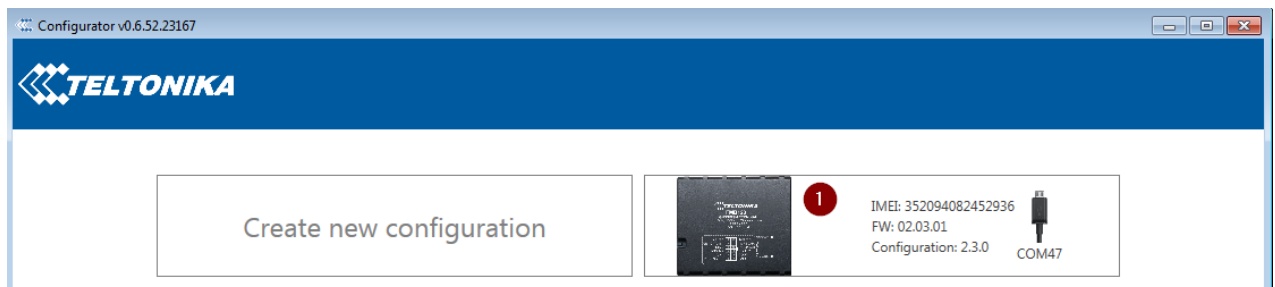 Configurator v0.6.52.23167
TELTONIKA
Create new configuration
1
IMEI: 352094082452936
FW: 02.03.01
Configuration: 2.3.0
COM47
TELTONIKA